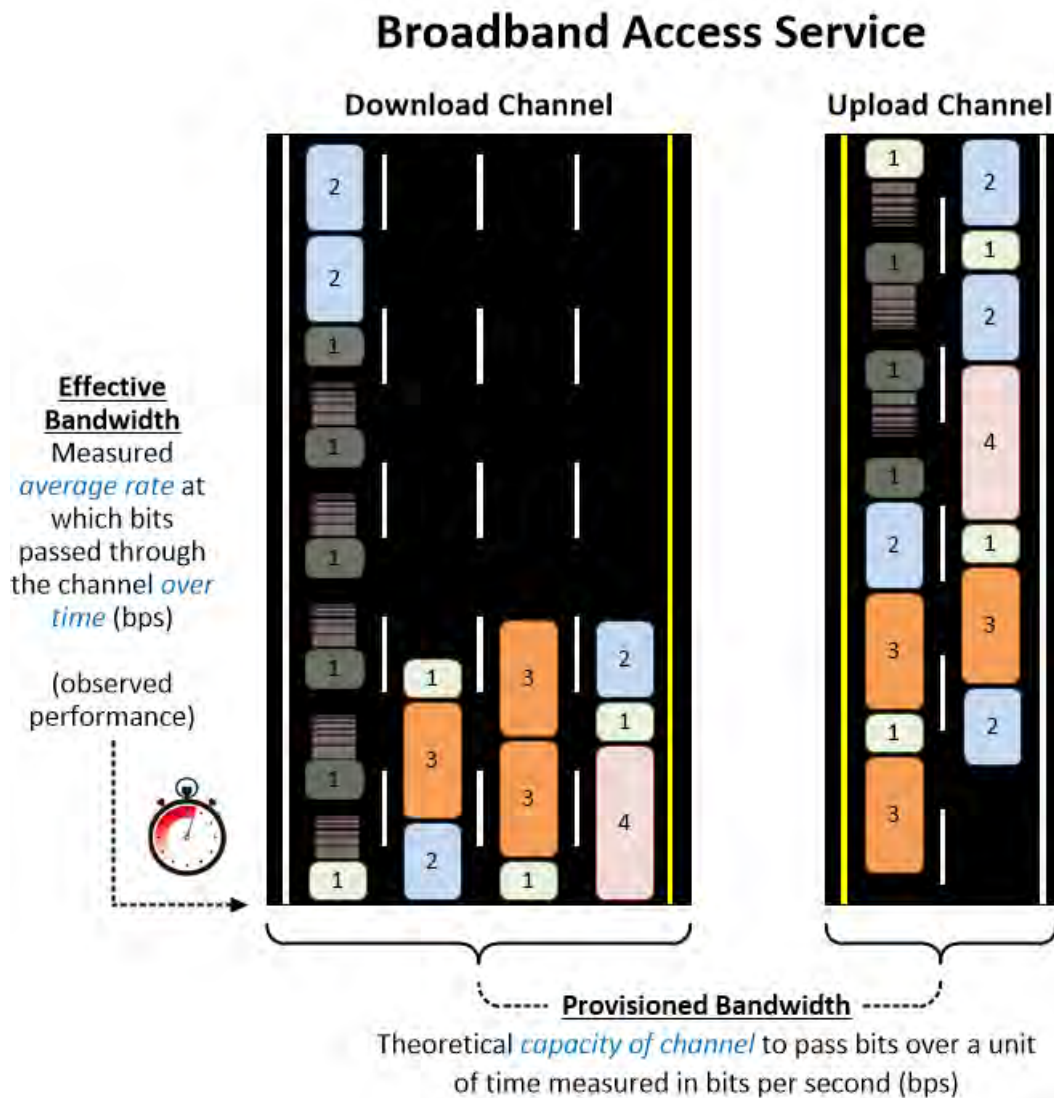 Broadband Access Service
Download Channel
Upload Channel
2
2
1
1
1
1
1
1
1
3
2
3
3
1
2
1
4
1
1
1
1
2
3
1
3
2
1
2
4
1
3
2
Effective
Bandwidth
Measured
average rate at
which bits
passed through
the channel over
time (bps)
(observed
performance)
Provisioned Bandwidth
Theoretical capacity of channel to pass bits over a unit
of time measured in bits per second (bps)